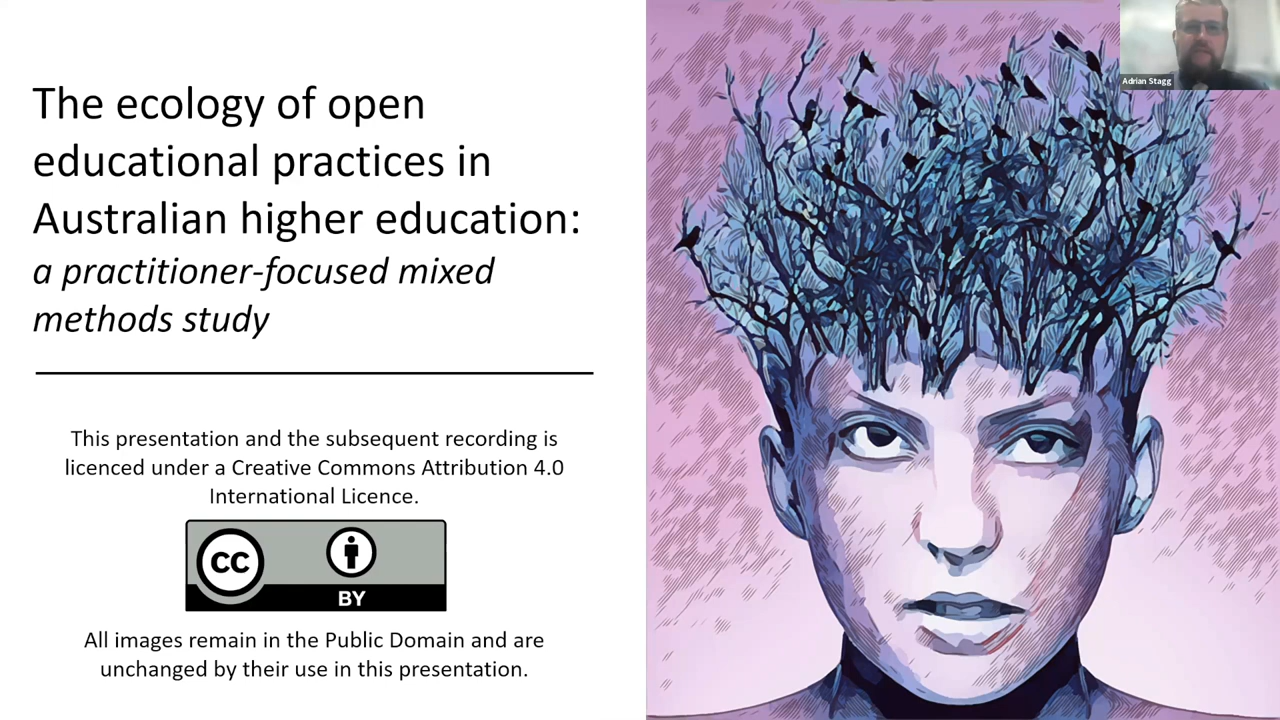 The ecology of open
educational practices in
Australian higher education:
a practitioner-focused mixed
methods study
This presentation and the subsequent recording is
licenced under a Creative Commons Attribution 4.0
International Licence.
CC
BY
All images remain in the Public Domain and are
unchanged by their use in this presentation.
Adrian Stagg